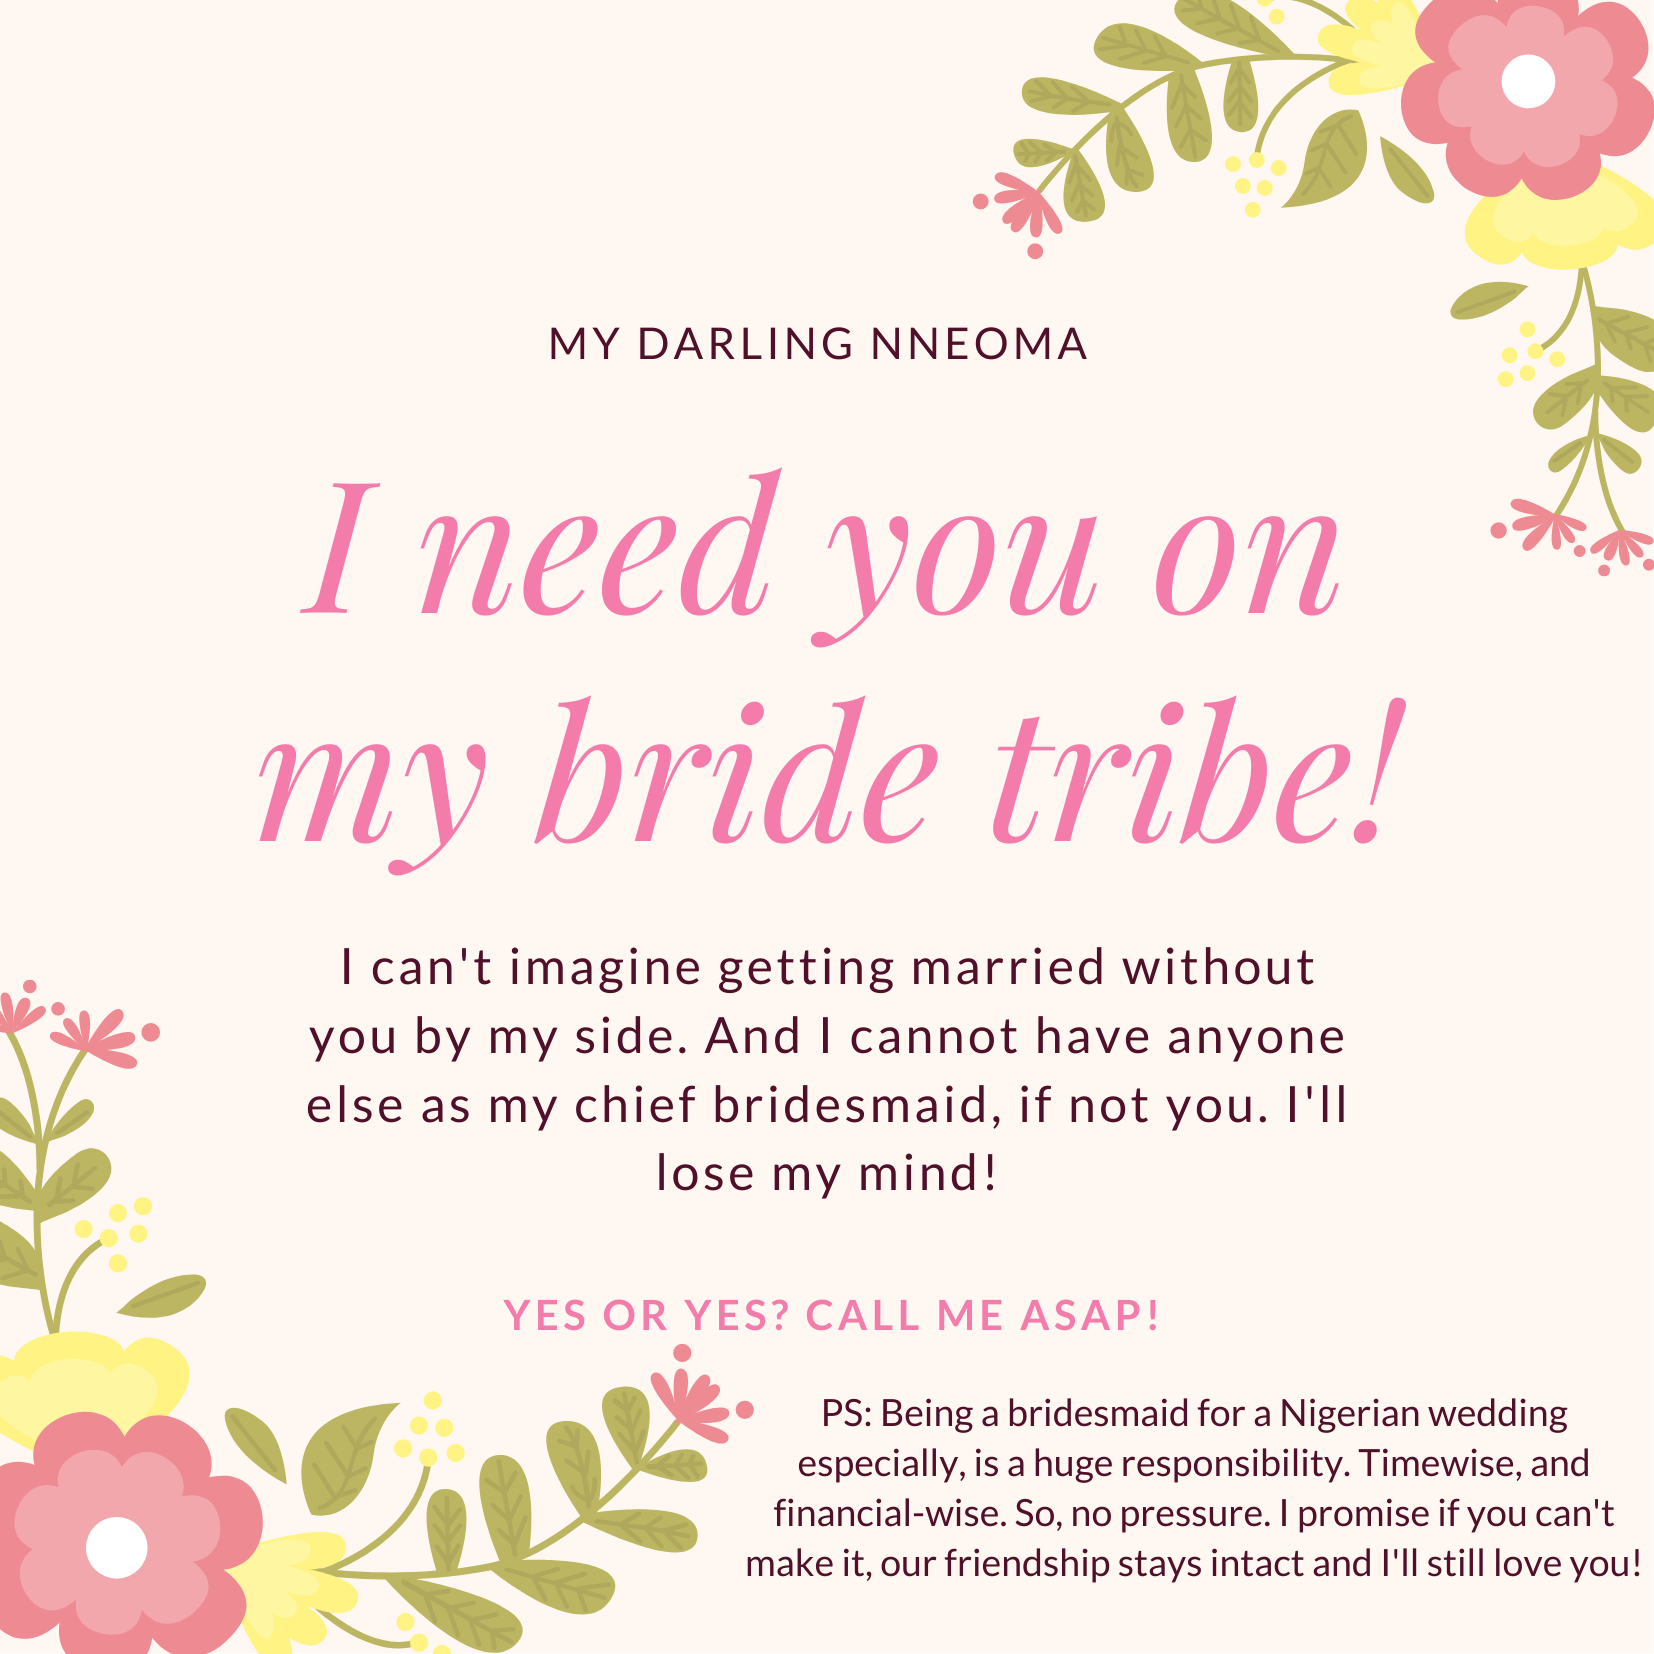 MY DARLING NNEOMA
I need you on
my bride tribe!
I can't imagine getting married without
you by my side. And I cannot have anyone
else as my chief bridesmaid, if not you. I'll
lose my mind!
YES OR YES? CALL ME ASAP!
PS: Being a bridesmaid for a Nigerian wedding
especially, is a huge responsibility. Timewise, and
financial-wise. So, no pressure. I promise if you can't
make it, our friendship stays intact and I'll still love you!